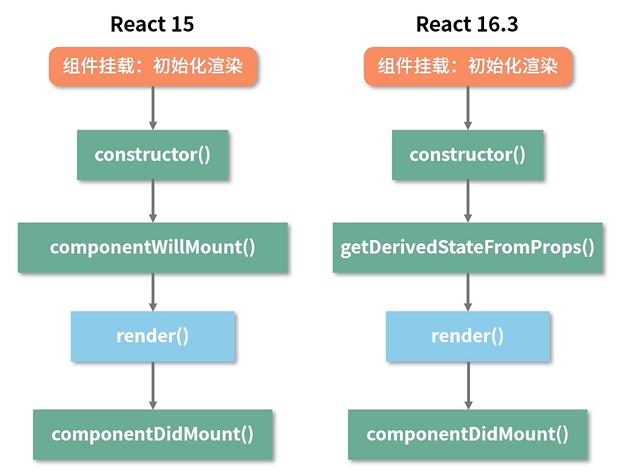 React 15
组件挂载：初始化渲染
constructor()
componentWillMount()
render()
componentDidMount()
React 16.3
组件挂载：初始化渲染
constructor()
getDerivedStateFromProps()
render()
componentDidMount()